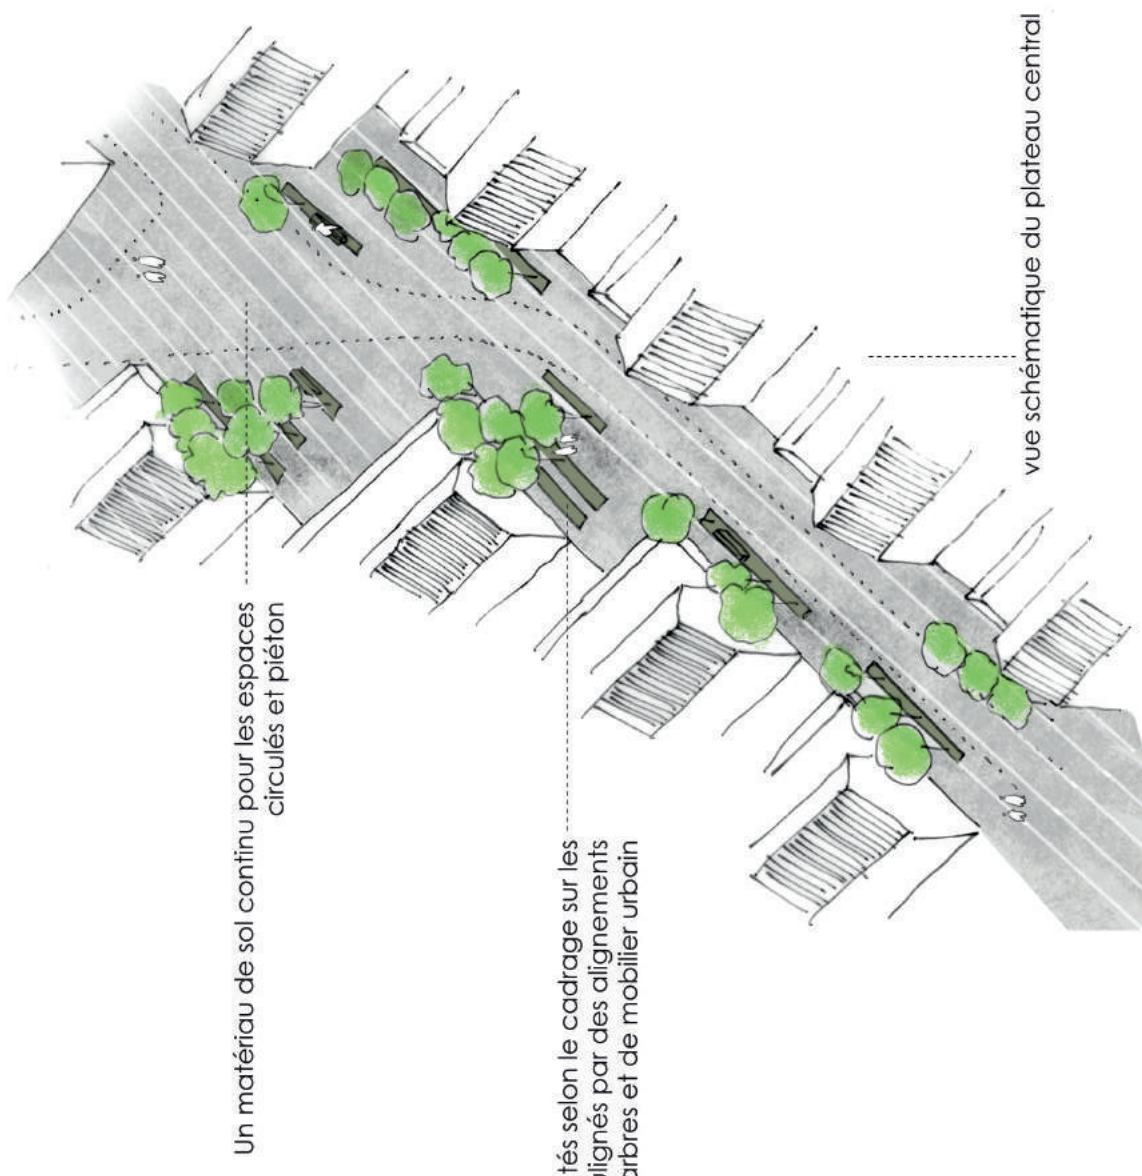 Un matériau de sol continu pour les espaces
circulés et piéton
tés selon le cadrage sur les
lignés par des alignements
arbres et de mobilier urbain
vue schématique du plateau central